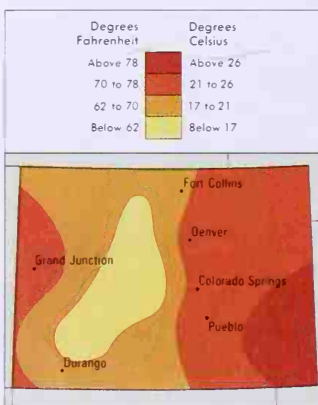 Degrees Fahrenheit
Degrees Celsius
Above 78
Above 26
70 to 78
21 to 26
62 to 70
17 to 21
Below 62
Below 17
Fort Collins
Denver
Grand Junction
Colorado Springs
Pueblo
Durango